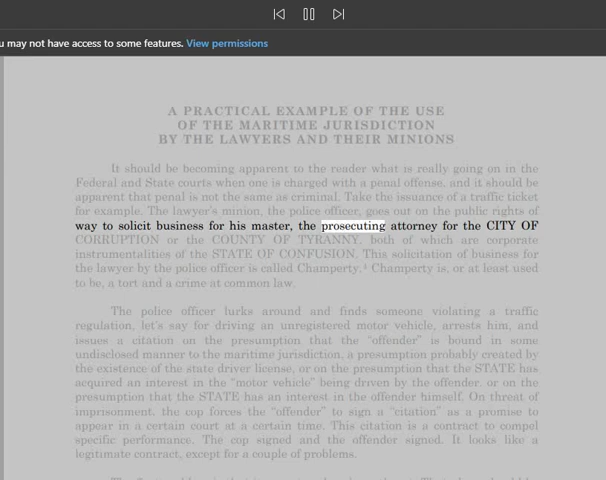 u may not have access to some features. View permissions
A PRACTICAL EXAMPLE OF THE USE
OF THE MARITIME JURISDICTION
BY THE LAWYERS AND THEIR MINIONS
It should be becoming apparent to the reader what is really going on in the
Federal and State courts when one is charged with a penal offense, and it should be
apparent that penal is not the same as criminal. Take the issuance of a traffic ticket
for example. The lawyer's minion, the police officer, goes out on the public rights of
way to solicit business for his master, the prosecuting attorney for the CITY OF
CORRUPTION or the COUNTY OF TYRANNY, both of which are corporate
instrumentalities of the STATE OF CONFUSION. This solicitation of business for
the lawyer by the police officer is called Champerty.⁴ Champerty is, or at least used
to be, a tort and a crime at common law.
The police officer lurks around and finds someone violating a traffic
regulation, let's say for driving an unregistered motor vehicle, arrests him, and
issues a citation on the presumption that the "offender" is bound in some
undisclosed manner to the maritime jurisdiction, a presumption probably created by
the existence of the state driver license, or on the presumption that the STATE has
acquired an interest in the "motor vehicle" being driven by the offender, or on the
presumption that the STATE has an interest in the offender himself. On threat of
imprisonment, the cop forces the "offender" to sign a "citation" as a promise to
appear in a certain court at a certain time. This citation is a contract to compel
specific performance. The cop signed and the offender signed. It looks like a
legitimate contract, except for a couple of problems.